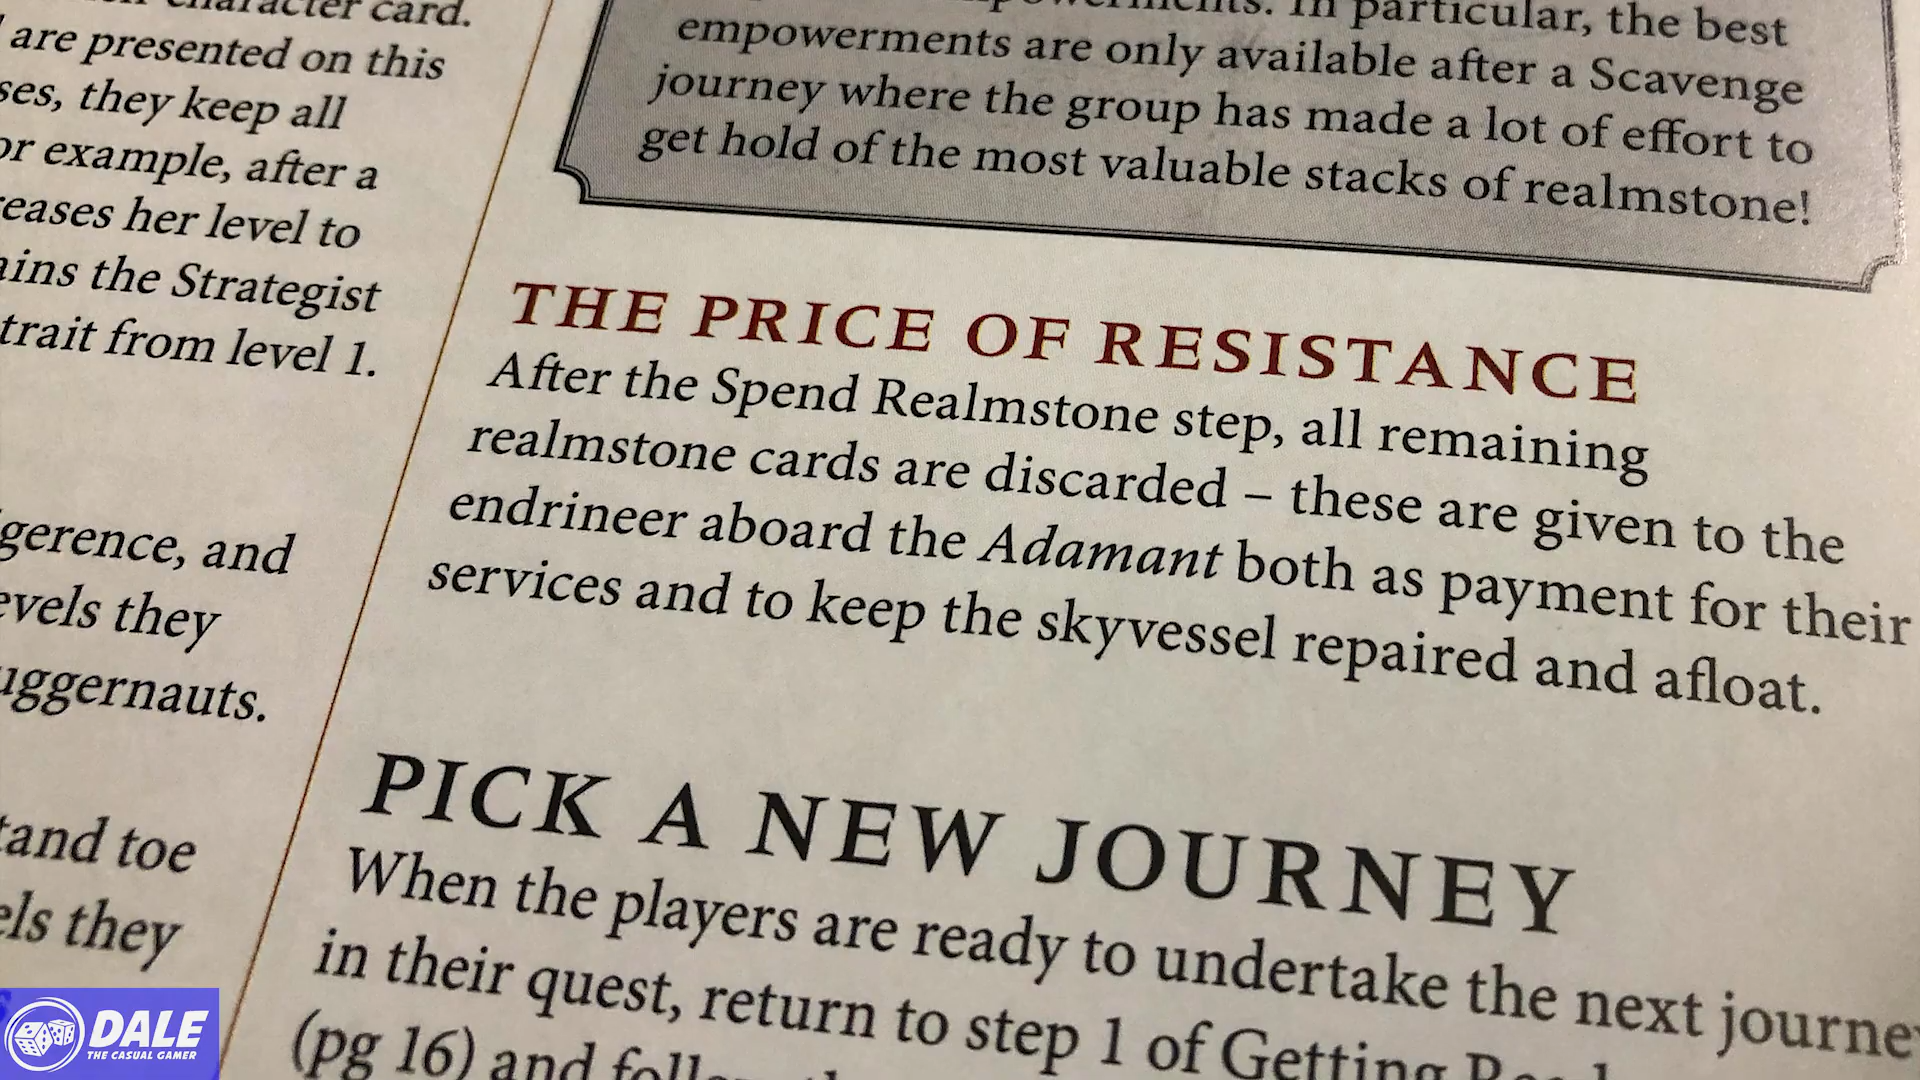 character card.
are presented on this
ses, they keep all
or example, after a
eases her level to
ains the Strategist
trait from level 1.
gerence, and
evels they
uggernauts.
tand toe
els they
In particular, the best
empowerments are only available after a Scavenge
journey where the group has made a lot of effort to
get hold of the most valuable stacks of realmstone!
THE PRICE OF RESISTANCE
After the Spend Realmstone step, all remaining
realmstone cards are discarded – these are given to the
endrineer aboard the Adamant both as payment for their
services and to keep the skyvessel repaired and afloat.
PICK A NEW JOURNEY
When the players are ready to undertake the next journe
in their quest, return to step 1 of Getting
(pg 16) and
DALE
THE CASUAL GAMER